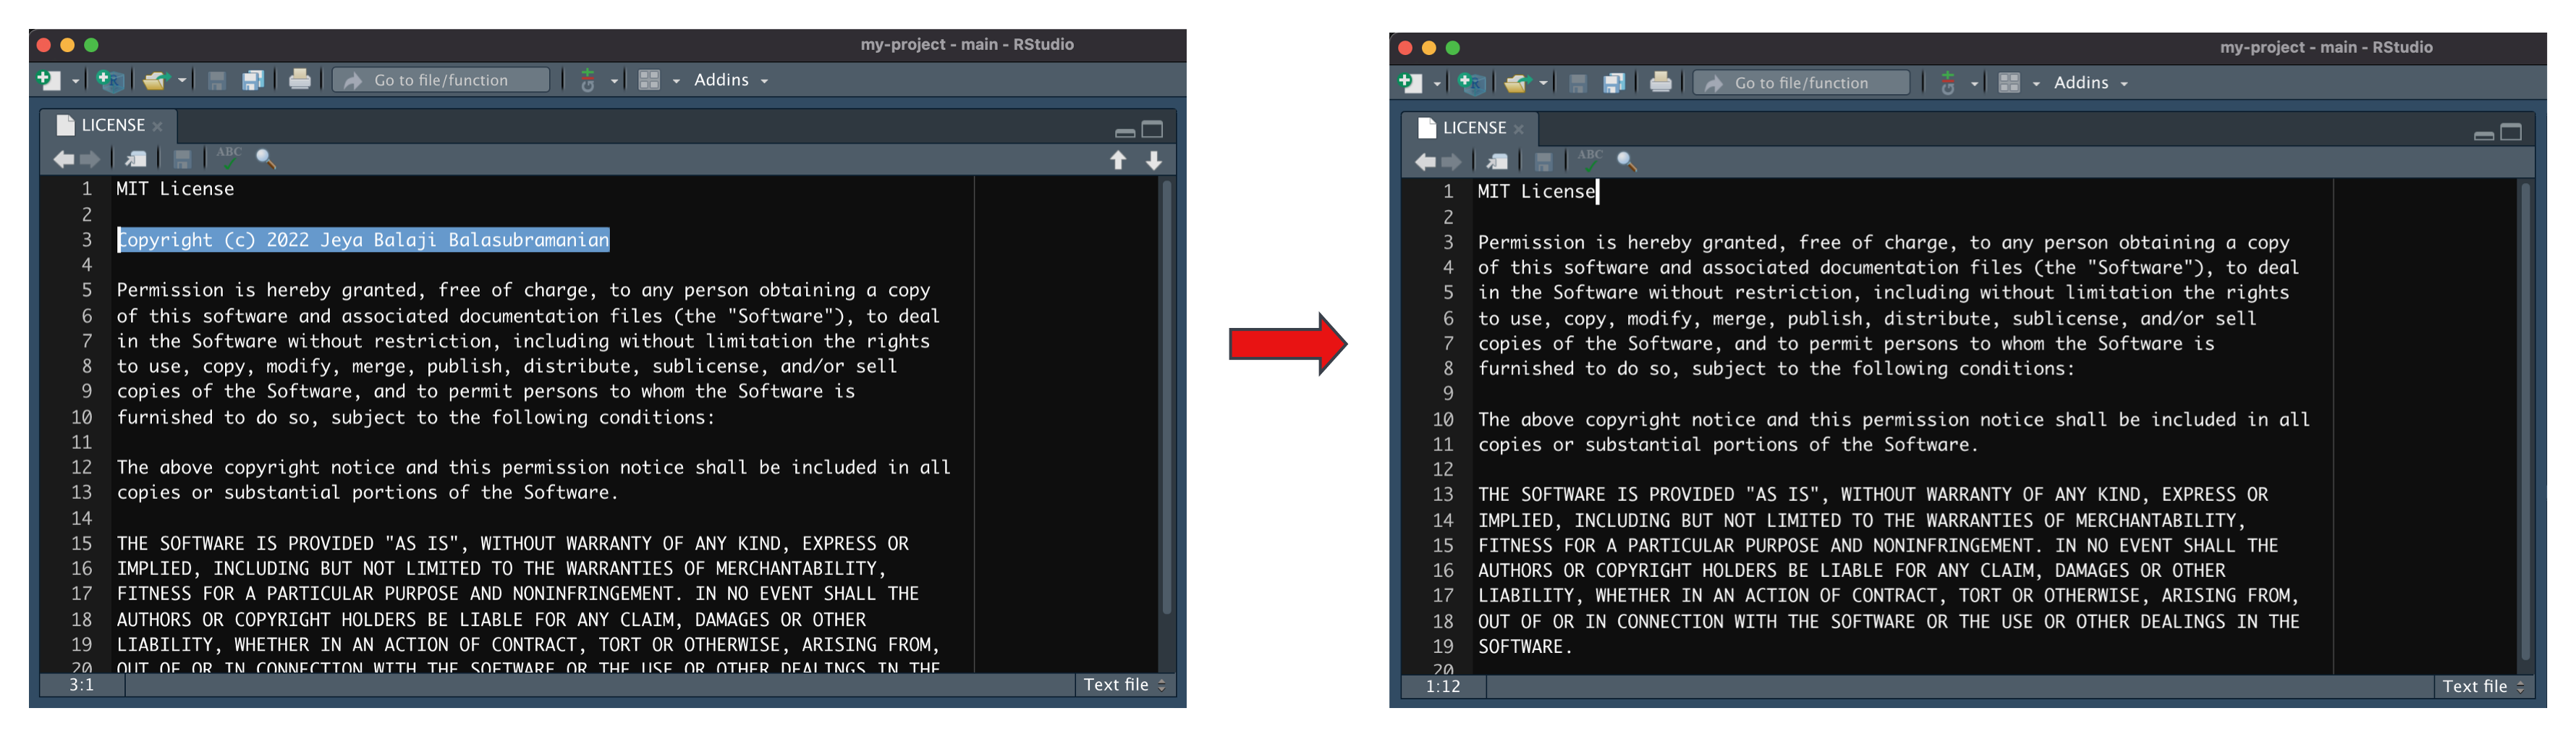 my-project - main - RStudio
Go to file/function
Addins
LICENSE
ABC
1 MIT License
2
3 Copyright (c) 2022 Jeya Balaji Balasubramanian
4
5 Permission is hereby granted, free of charge, to any person obtaining a copy
6 of this software and associated documentation files (the "Software"), to deal
7 in the Software without restriction, including without limitation the rights
8 to use, copy, modify, merge, publish, distribute, sublicense, and/or sell
9 copies of the Software, and to permit persons to whom the Software is
10 furnished to do so, subject to the following conditions:
11
12 The above copyright notice and this permission notice shall be included in all
13 copies or substantial portions of the Software.
14
15 THE SOFTWARE IS PROVIDED "AS IS", WITHOUT WARRANTY OF ANY KIND, EXPRESS OR
16 IMPLIED, INCLUDING BUT NOT LIMITED TO THE WARRANTIES OF MERCHANTABILITY,
17 FITNESS FOR A PARTICULAR PURPOSE AND NONINFRINGEMENT. IN NO EVENT SHALL THE
18 AUTHORS OR COPYRIGHT HOLDERS BE LIABLE FOR ANY CLAIM, DAMAGES OR OTHER
19 LIABILITY, WHETHER IN AN ACTION OF CONTRACT, TORT OR OTHERWISE, ARISING FROM,
20 OUT OF OR IN CONNECTION WITH THE SOFTWARE OR THE USE OR OTHER DEALINGS IN THE
3:1 Text file
my-project - main - RStudio
Go to file/function
Addins
LICENSE
ABC
1 MIT License
2
3 Permission is hereby granted, free of charge, to any person obtaining a copy
4 of this software and associated documentation files (the "Software"), to deal
5 in the Software without restriction, including without limitation the rights
6 to use, copy, modify, merge, publish, distribute, sublicense, and/or sell
7 copies of the Software, and to permit persons to whom the Software is
8 furnished to do so, subject to the following conditions:
9
10 The above copyright notice and this permission notice shall be included in all
11 copies or substantial portions of the Software.
12
13 THE SOFTWARE IS PROVIDED "AS IS", WITHOUT WARRANTY OF ANY KIND, EXPRESS OR
14 IMPLIED, INCLUDING BUT NOT LIMITED TO THE WARRANTIES OF MERCHANTABILITY,
15 FITNESS FOR A PARTICULAR PURPOSE AND NONINFRINGEMENT. IN NO EVENT SHALL THE
16 AUTHORS OR COPYRIGHT HOLDERS BE LIABLE FOR ANY CLAIM, DAMAGES OR OTHER
17 LIABILITY, WHETHER IN AN ACTION OF CONTRACT, TORT OR OTHERWISE, ARISING FROM,
18 OUT OF OR IN CONNECTION WITH THE SOFTWARE OR THE USE OR OTHER DEALINGS IN THE
19 SOFTWARE.
20
1:12 Text file